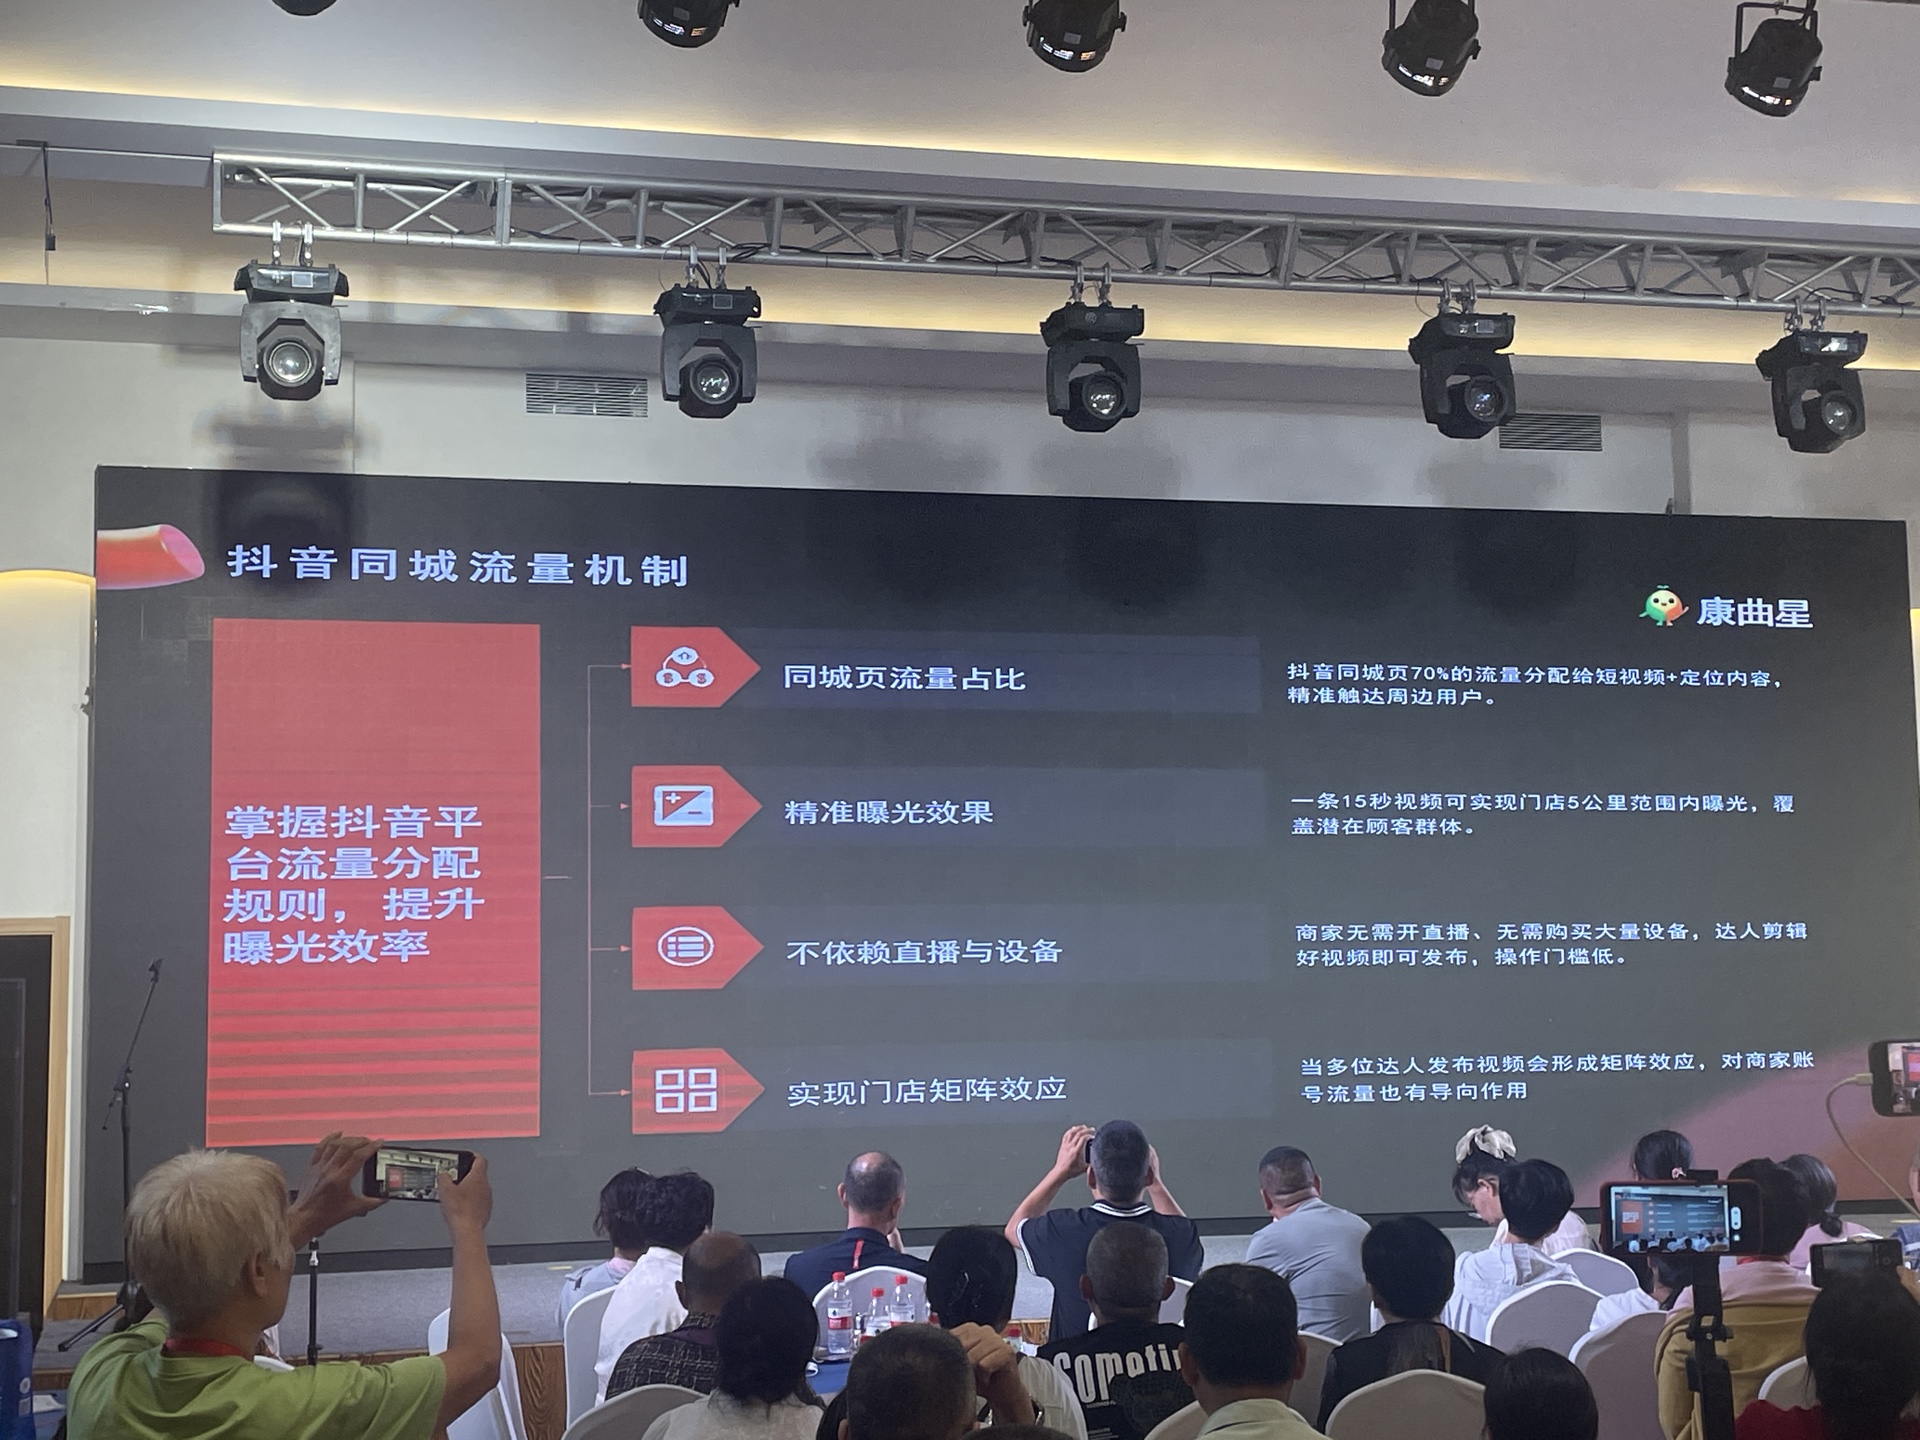 抖音同城流量机制
康曲星
掌握抖音平
台流量分配
规则，提升
曝光效率
同城页流量占比
抖音同城页70%的流量分配给短视频+定位内容，
精准触达周边用户。
精准曝光效果
一条15秒视频可实现门店5公里范围内曝光，覆
盖潜在顾客群体。
不依赖直播与设备
商家无需开直播、无需购买大量设备，达人剪辑
好视频即可发布，操作门槛低。
实现门店矩阵效应
当多位达人发布视频会形成矩阵效应，对商家账
号流量也有导向作用